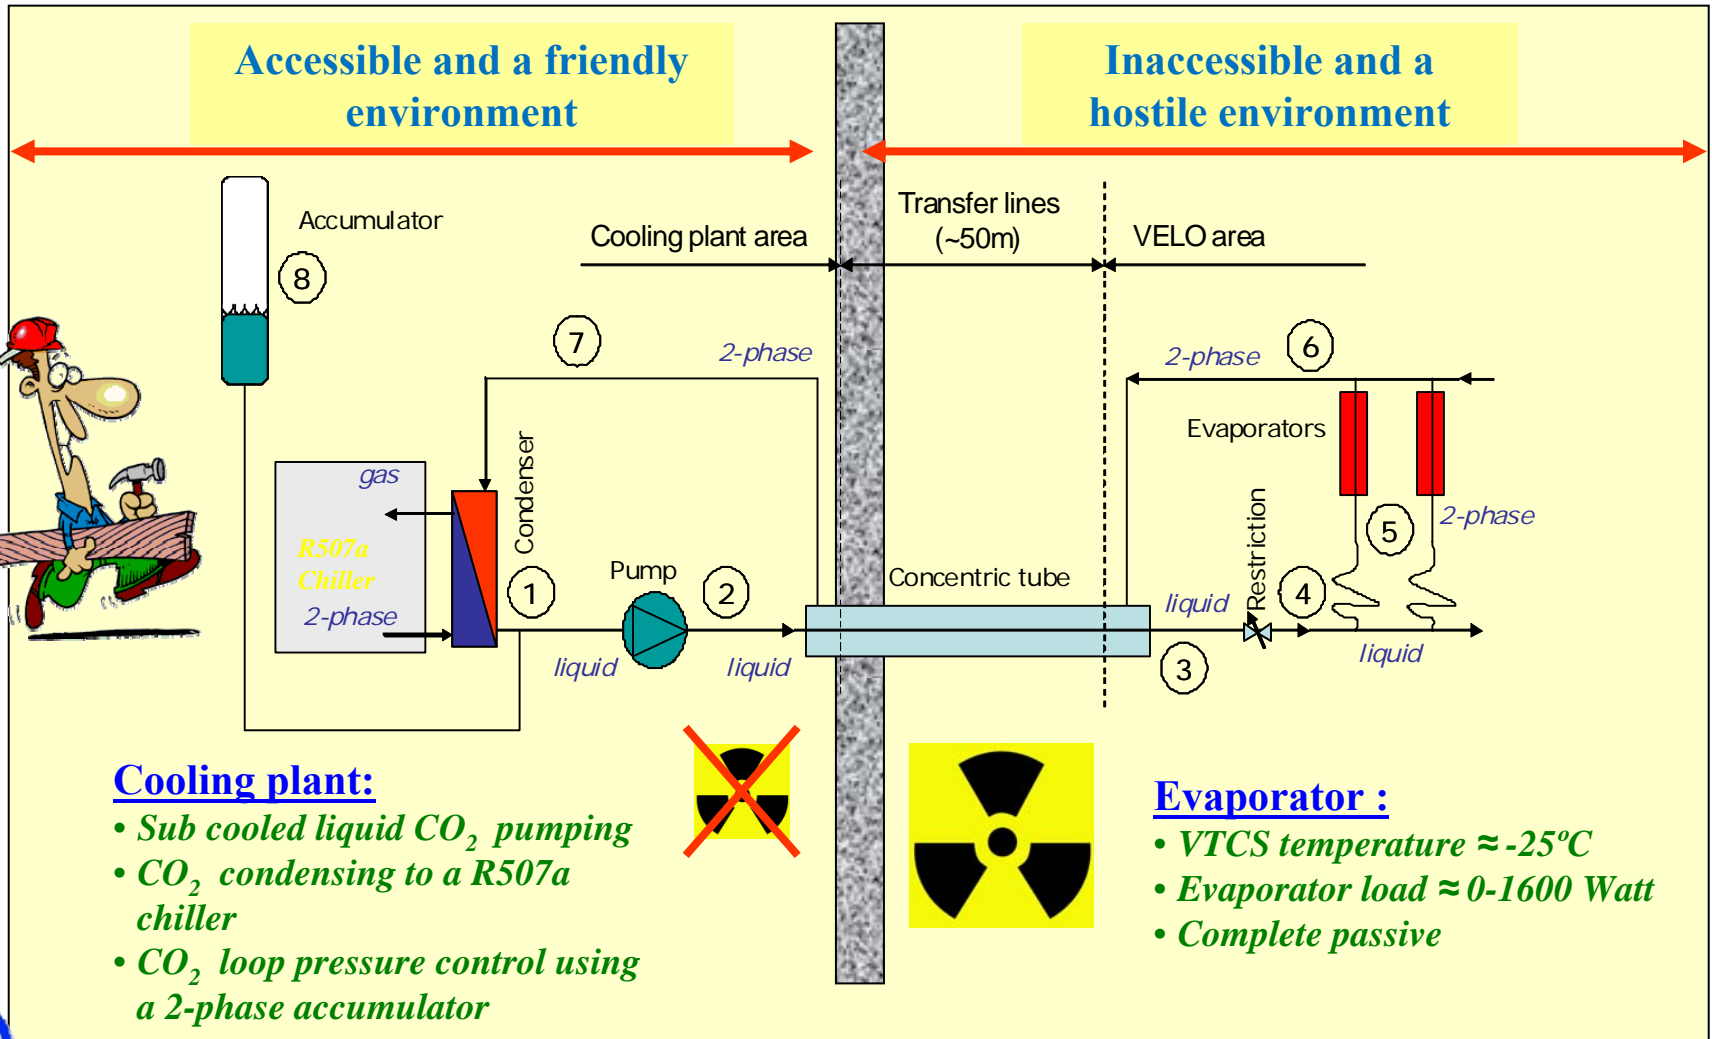 Accessible and a friendly
environment
Inaccessible and a
hostile environment
Accumulator
8
Cooling plant area
Transfer lines
(~50m)
VELO area
7
2-phase
2-phase
6
Evaporators
gas
Condenser
R507a
Chiller
2-phase
1
Pump
2
Concentric tube
liquid
Restriction
4
5
2-phase
liquid
liquid
3
liquid
Cooling plant:
• Sub cooled liquid CO2 pumping
• CO2 condensing to a R507a
chiller
• CO2 loop pressure control using
a 2-phase accumulator
Evaporator :
• VTCS temperature ≈ -25ºC
• Evaporator load ≈ 0-1600 Watt
• Complete passive